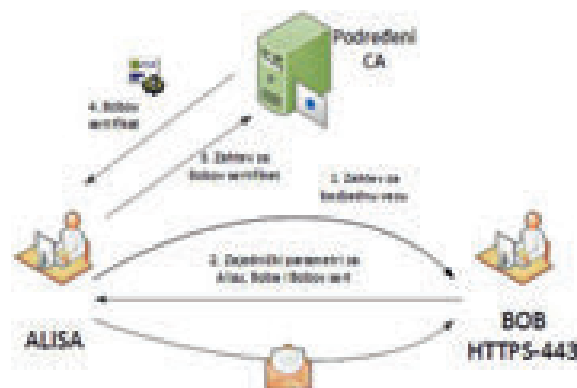 Podređeni
CA
4. Bobov
sertifikat
3. Zahtev za
Bobov sertifikat
1. Zahtev za
bezbednu vezu
2. Zajednički parametri za
Alisu, Boba i Bobov sert
ALISA
BOB
HTTPS-443